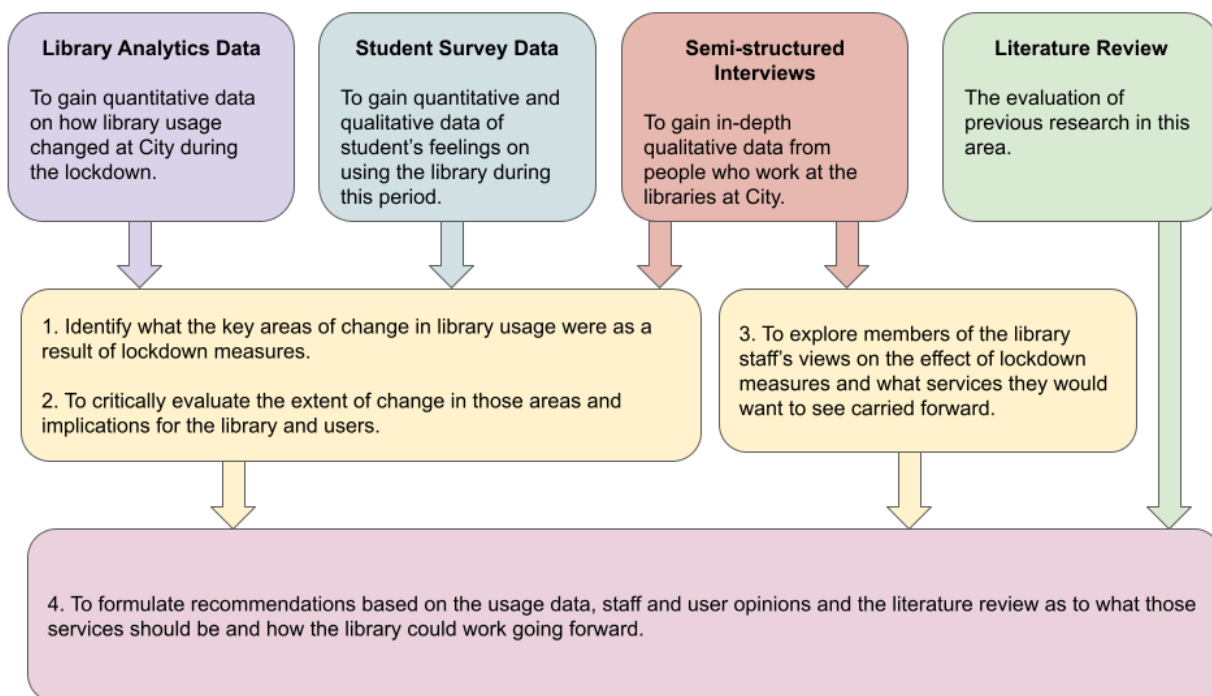 Library Analytics Data
To gain quantitative data
on how library usage
changed at City during
the lockdown.
Student Survey Data
To gain quantitative and
qualitative data of
student's feelings on
using the library during
this period.
Semi-structured
Interviews
To gain in-depth
qualitative data from
people who work at the
libraries at City.
Literature Review
The evaluation of
previous research in this
area.
1. Identify what the key areas of change in library usage were as a
result of lockdown measures.
2. To critically evaluate the extent of change in those areas and
implications for the library and users.
3. To explore members of the library
staff's views on the effect of lockdown
measures and what services they would
want to see carried forward.
4. To formulate recommendations based on the usage data, staff and user opinions and the literature review as to what those
services should be and how the library could work going forward.